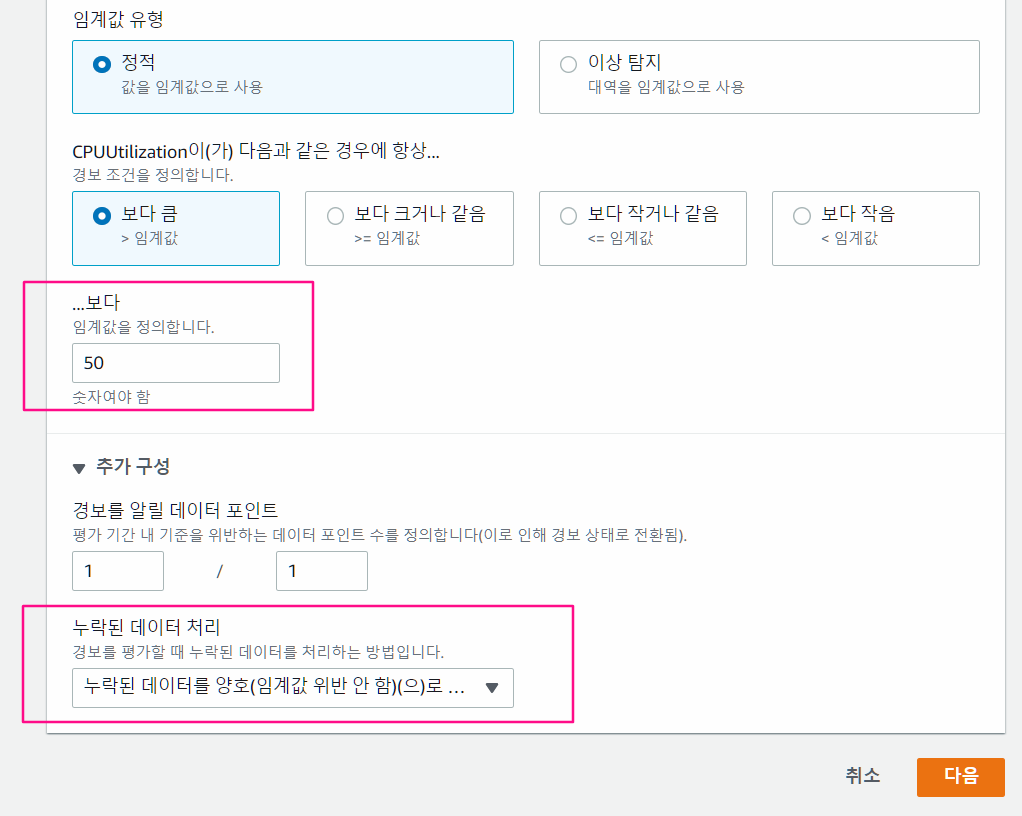 임계값 유형
정적
값을 임계값으로 사용
이상 탐지
대역을 임계값으로 사용
CPUUtilization이(가) 다음과 같은 경우에 항상...
경보 조건을 정의합니다.
보다 큼
> 임계값
보다 크거나 같음
>= 임계값
보다 작거나 같음
<= 임계값
보다 작음
< 임계값
...보다
임계값을 정의합니다.
50
숫자여야 함
추가 구성
경보를 알릴 데이터 포인트
평가 기간 내 기준을 위반하는 데이터 포인트 수를 정의합니다(이로 인해 경보 상태로 전환됨).
1 / 1
누락된 데이터 처리
경보를 평가할 때 누락된 데이터를 처리하는 방법입니다.
누락된 데이터를 양호(임계값 위반 안 함)(으)로 ...
취소
다음